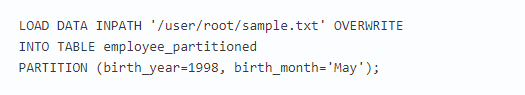 LOAD DATA INPATH '/user/root/sample.txt' OVERWRITE
INTO TABLE employee_partitioned
PARTITION (birth_year=1998, birth_month='May');